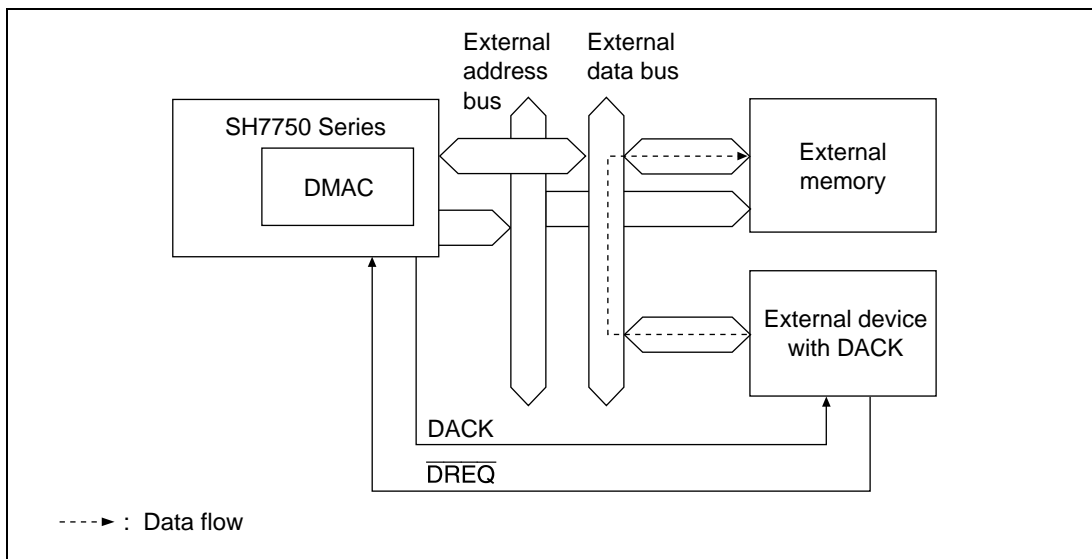 External
address
bus
External
data bus
SH7750 Series
DMAC
External
memory
External device
with DACK
DACK
DREQ
: Data flow